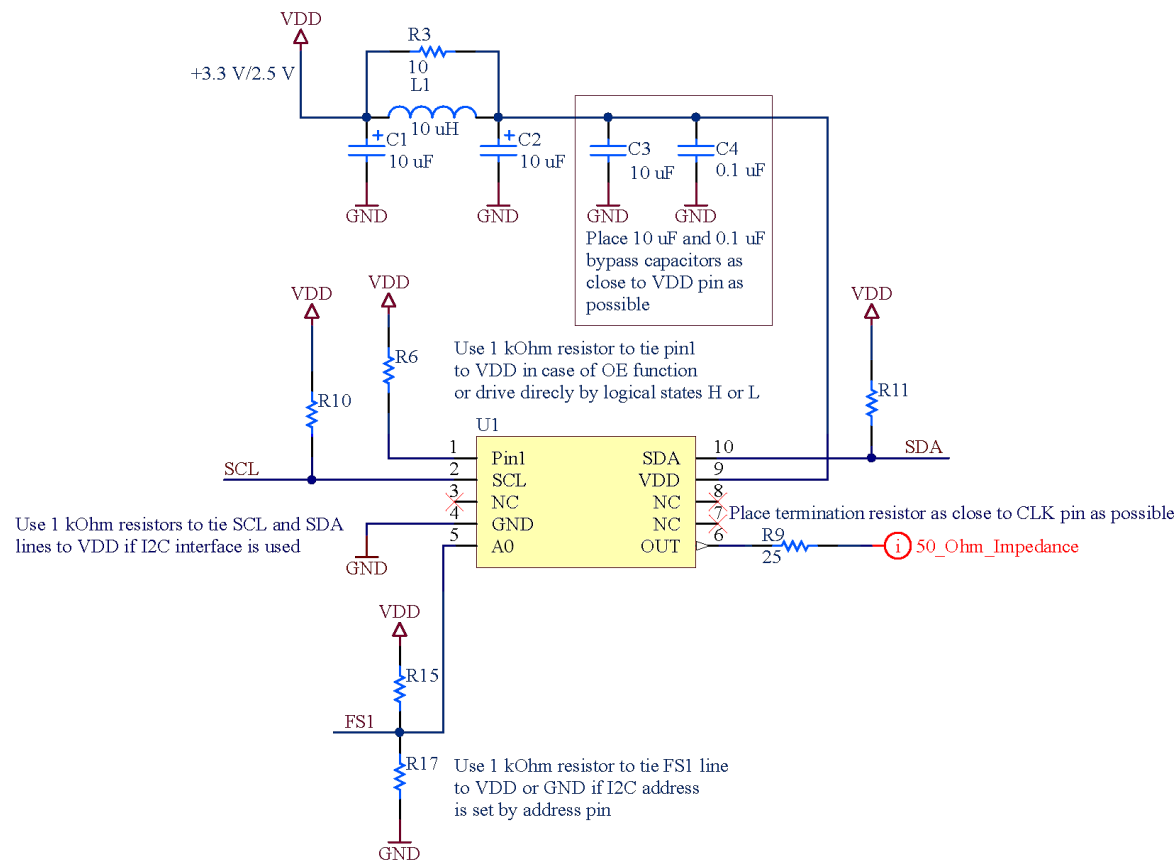 VDD
+3.3 V/2.5 V
R3
10
L1
10 uH
+
C1
10 uF
+
C2
10 uF
C3
10 uF
C4
0.1 uF
GND
GND
GND
GND
Place 10 uF and 0.1 uF
bypass capacitors as
close to VDD pin as
possible
VDD
VDD
VDD
R10
R6
R11
Use 1 kOhm resistor to tie pin1
to VDD in case of OE function
or drive direcly by logical states H or L
U1
1 Pin1 SDA 10
2 SCL VDD 9
3 NC NC 8
4 GND NC 7
5 A0 OUT 6
SCL
SDA
Use 1 kOhm resistors to tie SCL and SDA
lines to VDD if I2C interface is used
GND
Place termination resistor as close to CLK pin as possible
R9
25
i 50_Ohm_Impedance
VDD
R15
FS1
R17
GND
Use 1 kOhm resistor to tie FS1 line
to VDD or GND if I2C address
is set by address pin